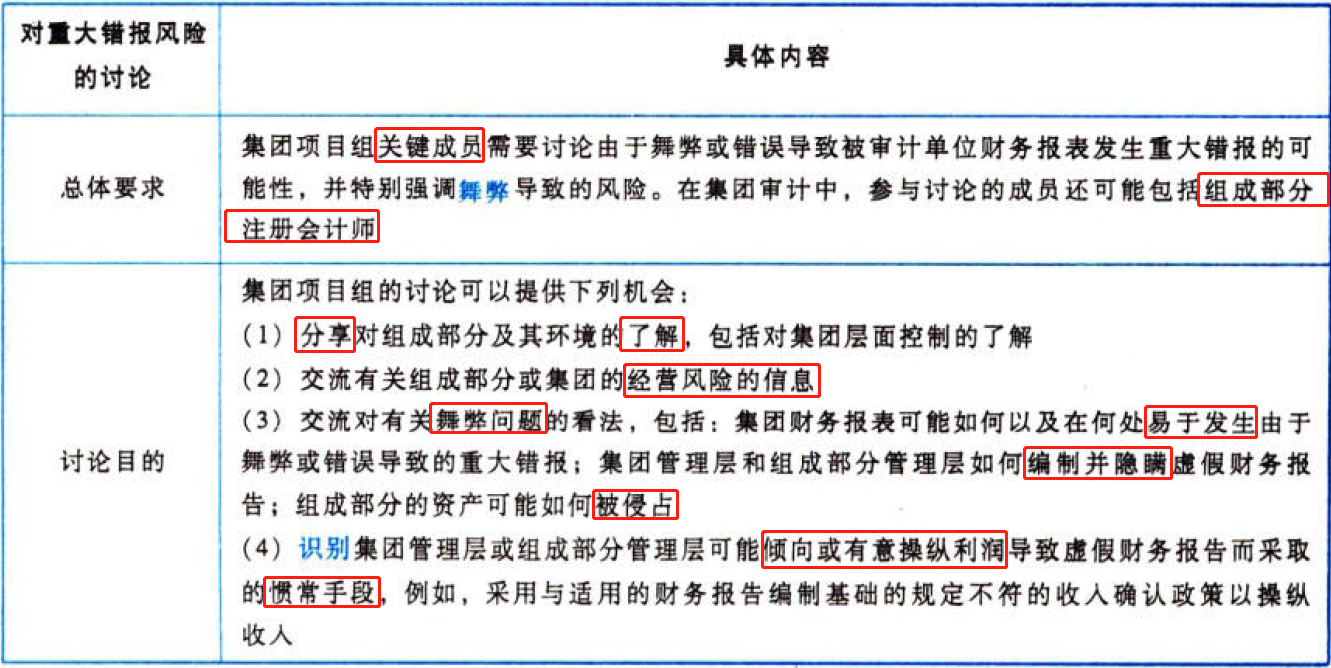 对重大错报风险
的讨论
具体内容
总体要求
集团项目组关键成员需要讨论由于舞弊或错误导致被审计单位财务报表发生重大错报的可
能性，并特别强调舞弊导致的风险。在集团审计中，参与讨论的成员还可能包括组成部分
注册会计师
讨论目的
集团项目组的讨论可以提供下列机会：
(1) 分享对组成部分及其环境的了解，包括对集团层面控制的了解
(2) 交流有关组成部分或集团的经营风险的信息
(3) 交流对有关舞弊问题的看法，包括：集团财务报表可能如何以及在何处易于发生由于
舞弊或错误导致的重大错报；集团管理层和组成部分管理层如何编制并隐瞒虚假财务报
告；组成部分的资产可能如何被侵占
(4) 识别集团管理层或组成部分管理层可能倾向或有意操纵利润导致虚假财务报告而采取
的惯常手段，例如，采用与适用的财务报告编制基础的规定不符的收入确认政策以操纵
收入